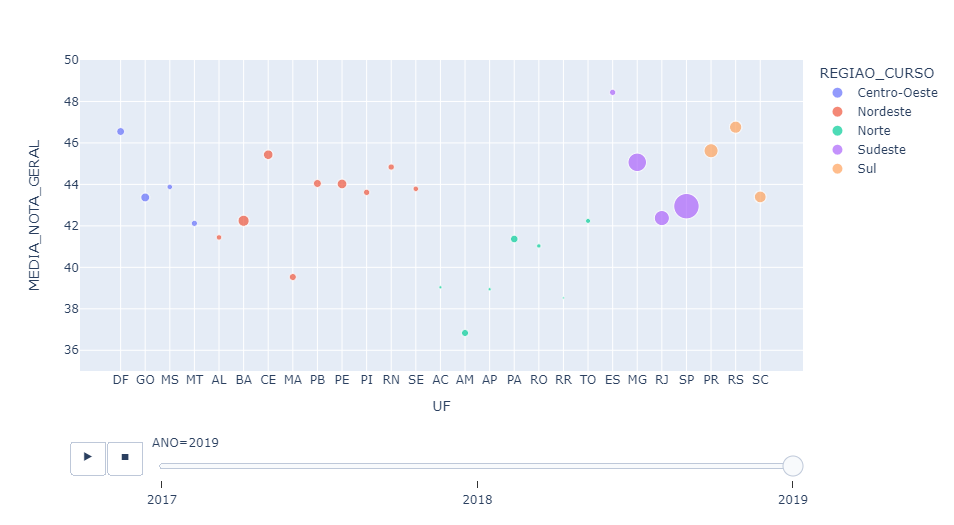 50
48
46
44
42
40
38
36
MEDIA_NOTA_GERAL
DF GO MS MT AL BA CE MA PB PE PI RN SE AC AM AP PA RO RR TO ES MG RJ SP PR RS SC
UF
REGIAO_CURSO
Centro-Oeste
Nordeste
Norte
Sudeste
Sul
ANO=2019
2017 2018 2019